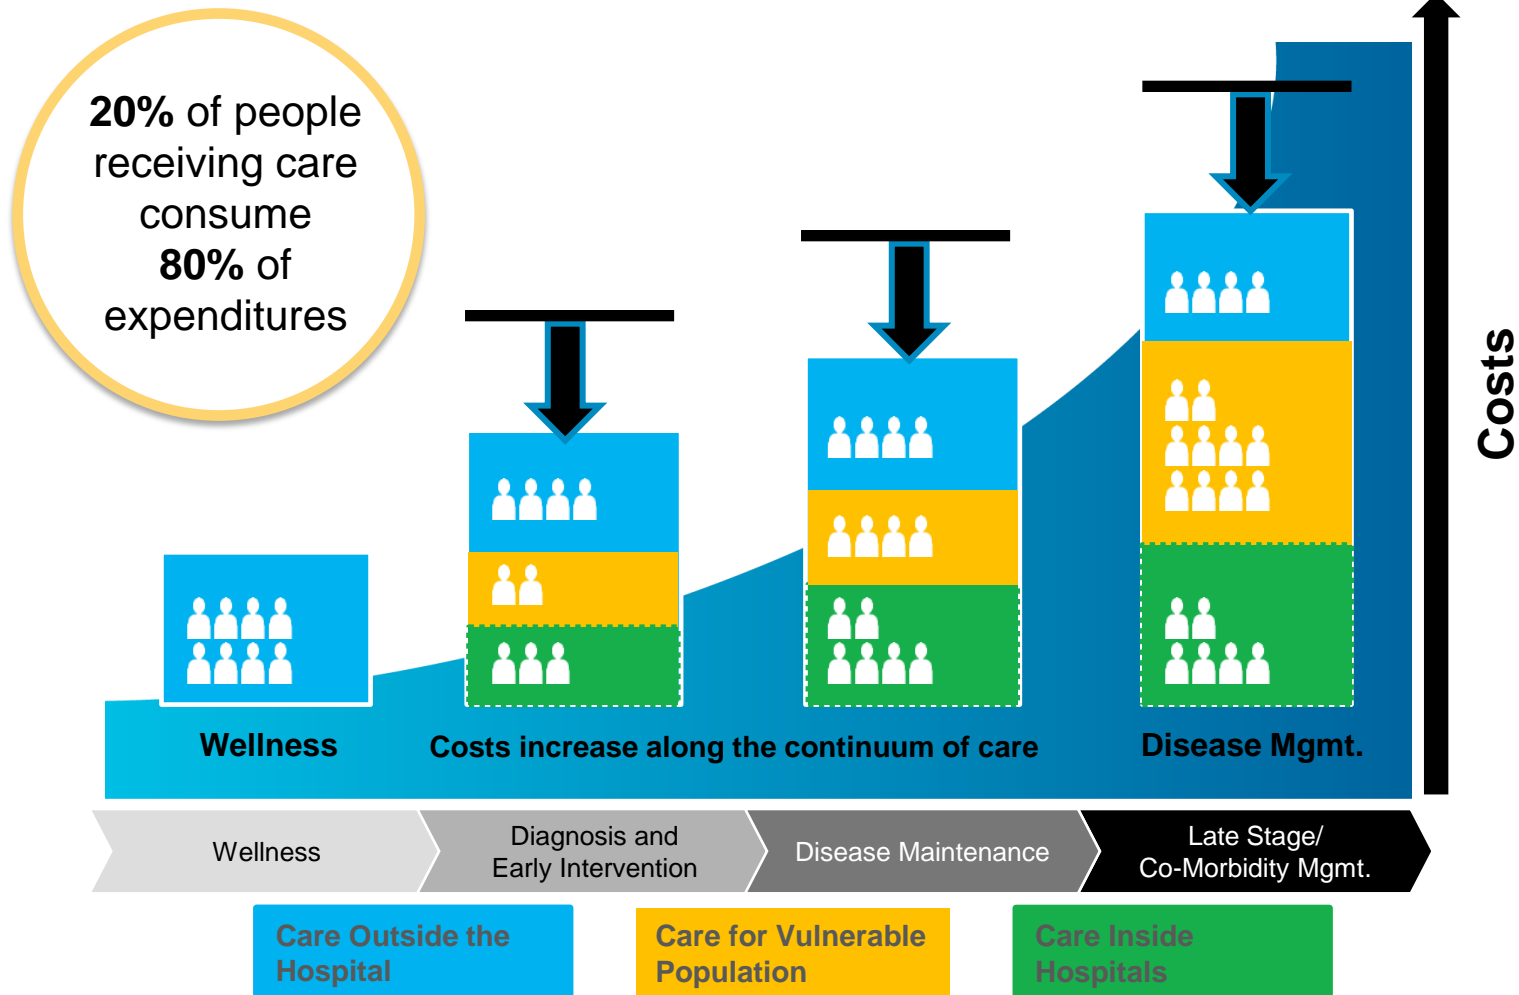 20% of people
receiving care
consume
80% of
expenditures
Costs
Wellness
Costs increase along the continuum of care
Disease Mgmt.
Wellness
Diagnosis and
Early Intervention
Disease Maintenance
Late Stage/
Co-Morbidity Mgmt.
Care Outside the
Hospital
Care for Vulnerable
Population
Care Inside
Hospitals